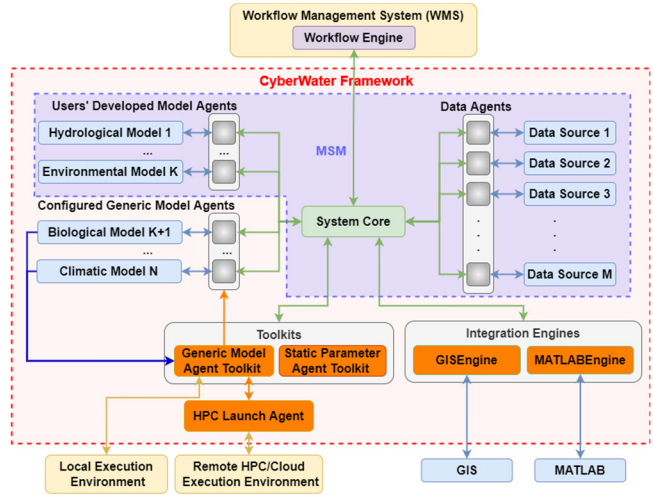 Workflow Management System (WMS)
Workflow Engine
CyberWater Framework
Users' Developed Model Agents
Data Agents
Hydrological Model 1
...
...
Environmental Model K
MSM
Data Source 1
Data Source 2
Data Source 3
.
.
.
.
.
.
Data Source M
Configured Generic Model Agents
Biological Model K+1
...
...
Climatic Model N
System Core
Toolkits
Generic Model
Agent Toolkit
Static Parameter
Agent Toolkit
Integration Engines
GISEngine
MATLABEngine
HPC Launch Agent
Local Execution
Environment
Remote HPC/Cloud
Execution Environment
GIS
MATLAB